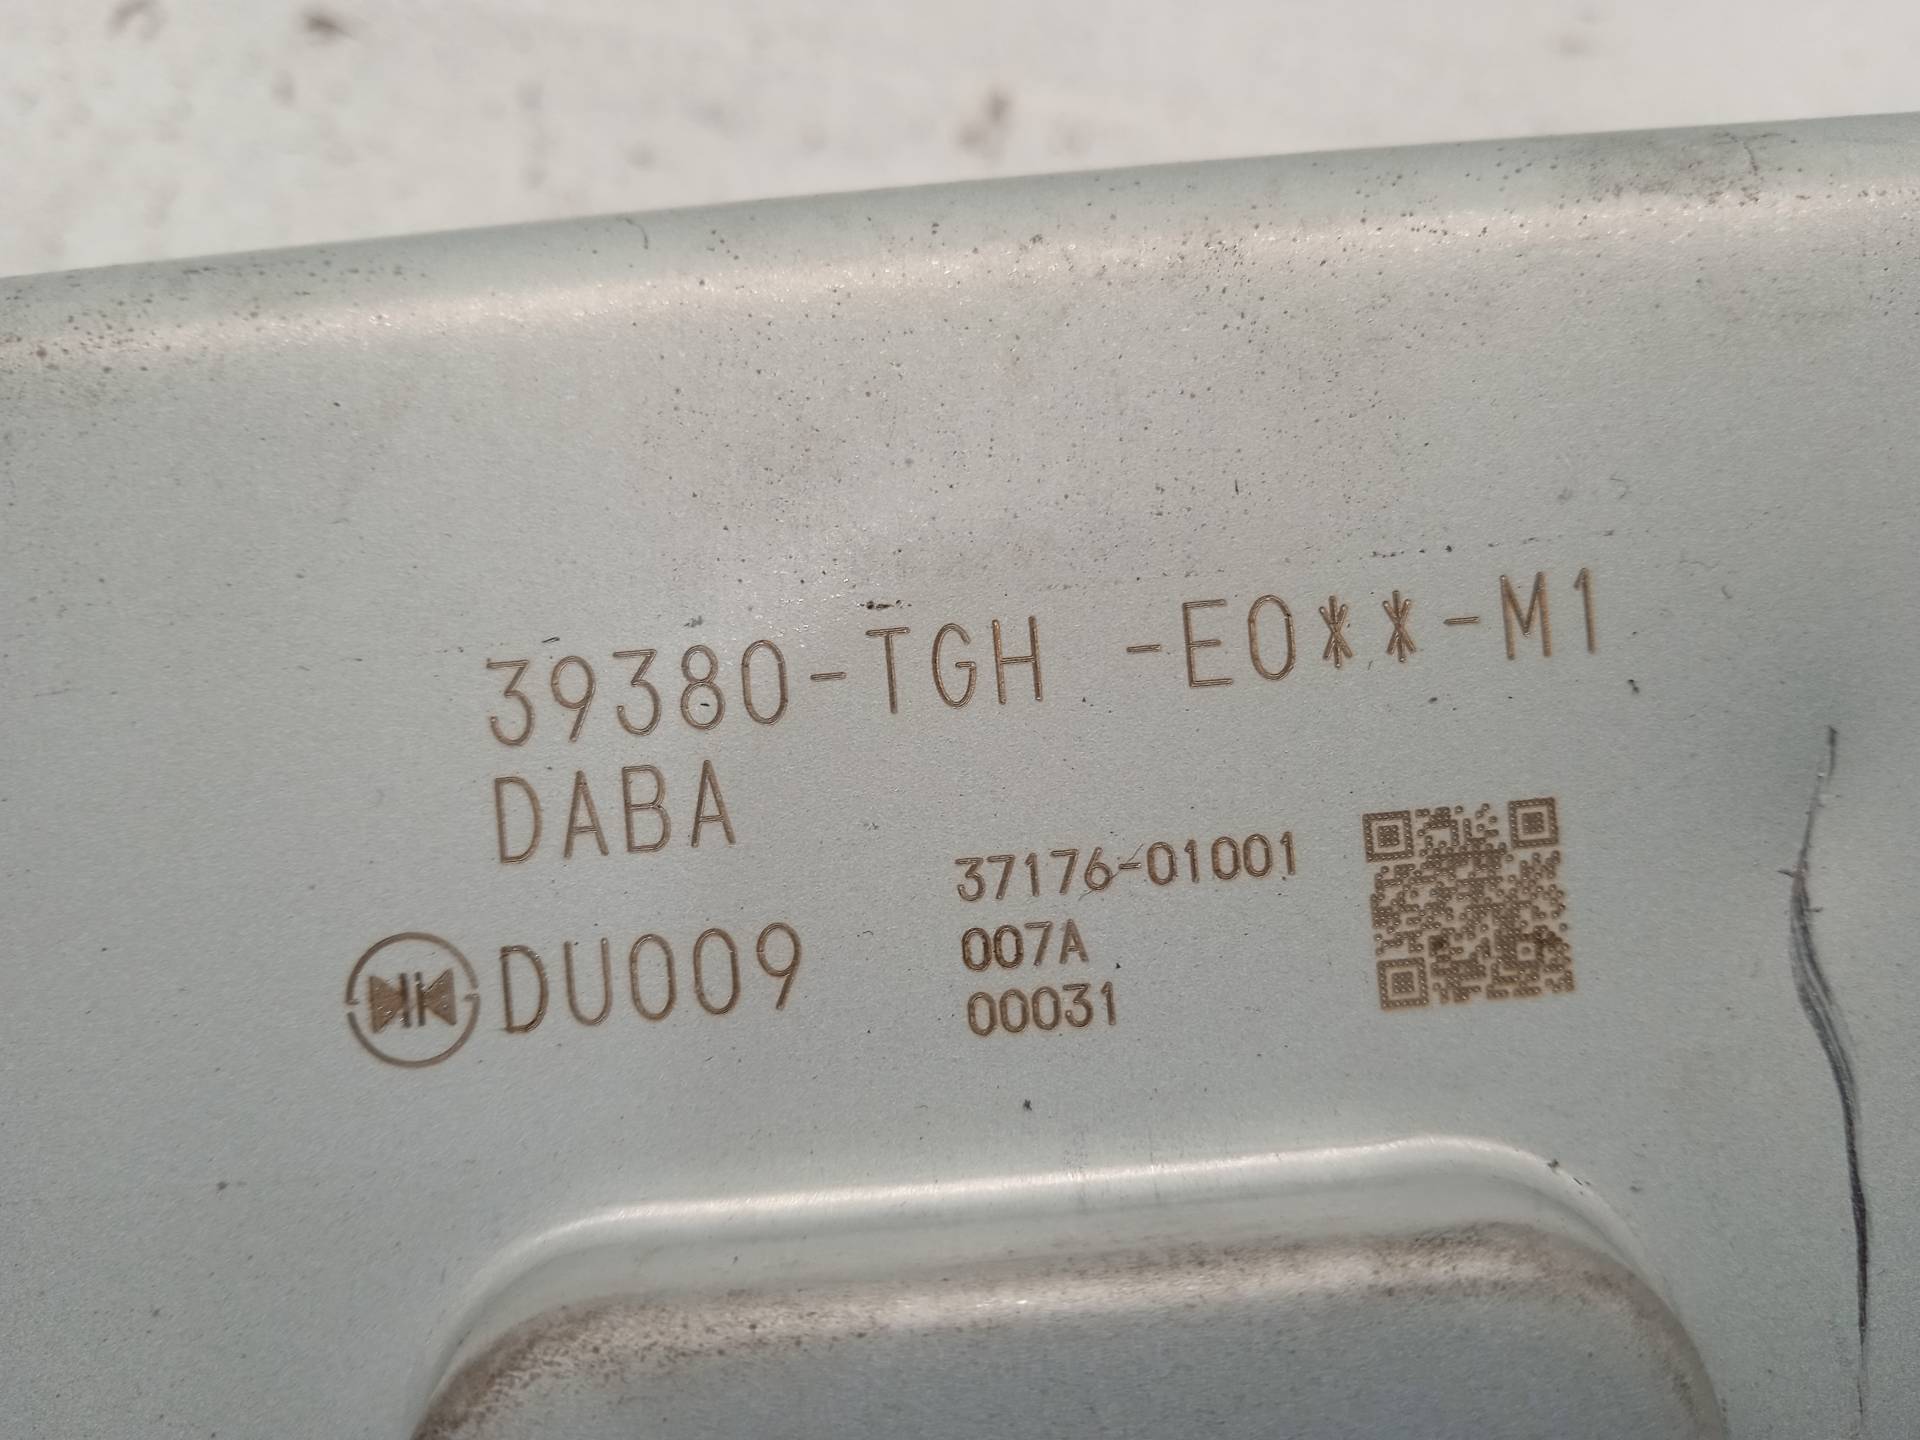 39380-TGH -E0**-M1
DABA
DU009
37176-01001
007A
00031